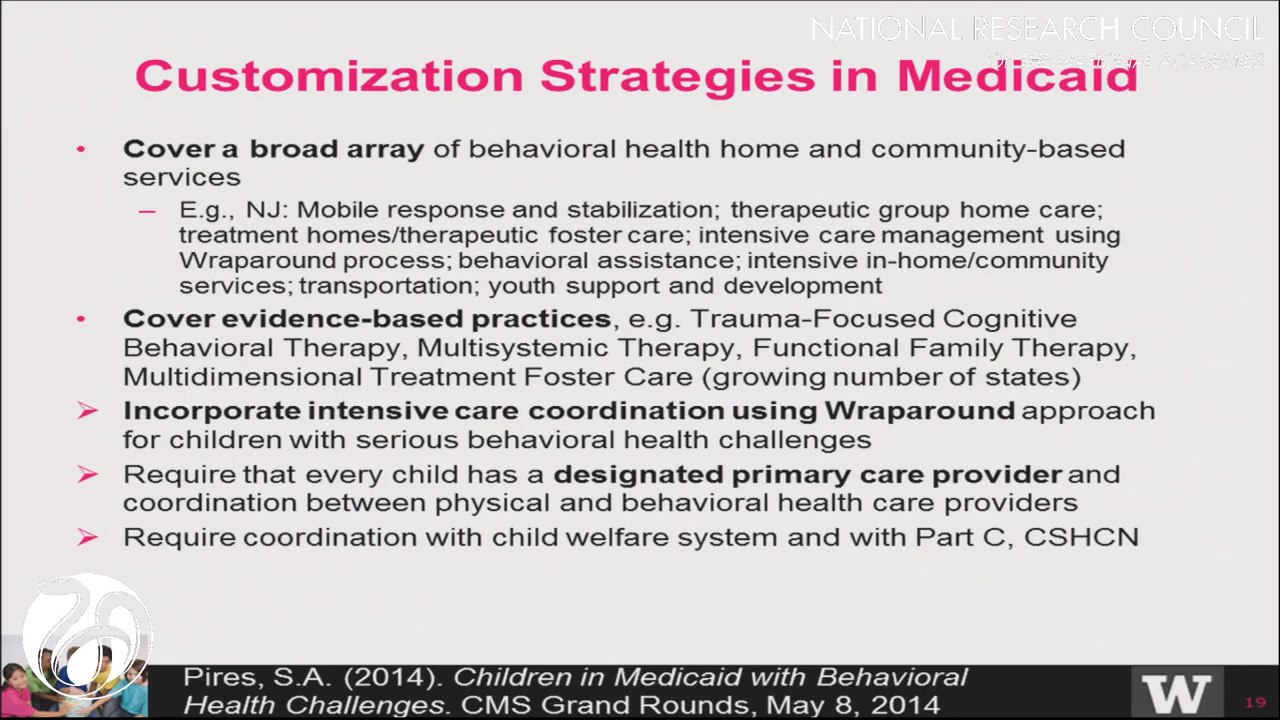 NATIONAL RESEARCH COUNCIL
OF THE NATIONAL ACADEMIES
Customization Strategies in Medicaid
• Cover a broad array of behavioral health home and community-based
services
– E.g., NJ: Mobile response and stabilization; therapeutic group home care;
treatment homes/therapeutic foster care; intensive care management using
Wraparound process; behavioral assistance; intensive in-home/community
services; transportation; youth support and development
• Cover evidence-based practices, e.g. Trauma-Focused Cognitive
Behavioral Therapy, Multisystemic Therapy, Functional Family Therapy,
Multidimensional Treatment Foster Care (growing number of states)
➢ Incorporate intensive care coordination using Wraparound approach
for children with serious behavioral health challenges
➢ Require that every child has a designated primary care provider and
coordination between physical and behavioral health care providers
➢ Require coordination with child welfare system and with Part C, CSHCN
Pires, S.A. (2014). Children in Medicaid with Behavioral
Health Challenges. CMS Grand Rounds, May 8, 2014
W
19